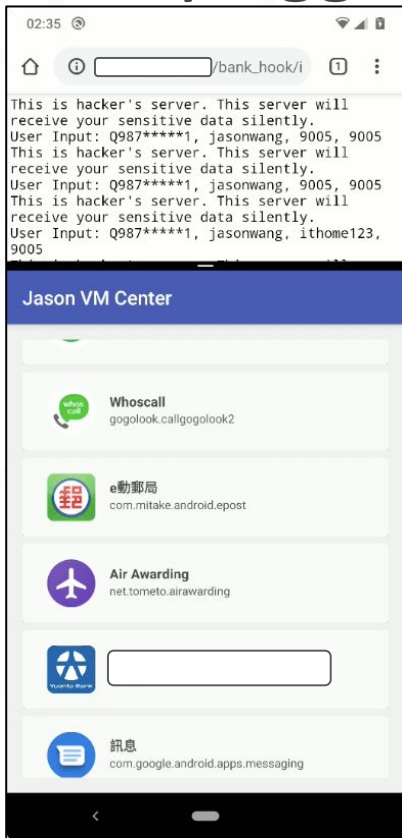 02:35
/bank_hook/i
1
This is hacker's server. This server will
receive your sensitive data silently.
User Input: Q987*****1, jasonwang, 9005, 9005
This is hacker's server. This server will
receive your sensitive data silently.
User Input: Q987*****1, jasonwang, 9005, 9005
This is hacker's server. This server will
receive your sensitive data silently.
User Input: Q987*****1, jasonwang, ithome123,
9005
Jason VM Center
whos
call
Whoscall
gogolook.callgogolook2
郵
e動郵局
com.mitake.android.epost
Air Awarding
net.tometo.airawarding
Yuanta Bank
訊息
com.google.android.apps.messaging